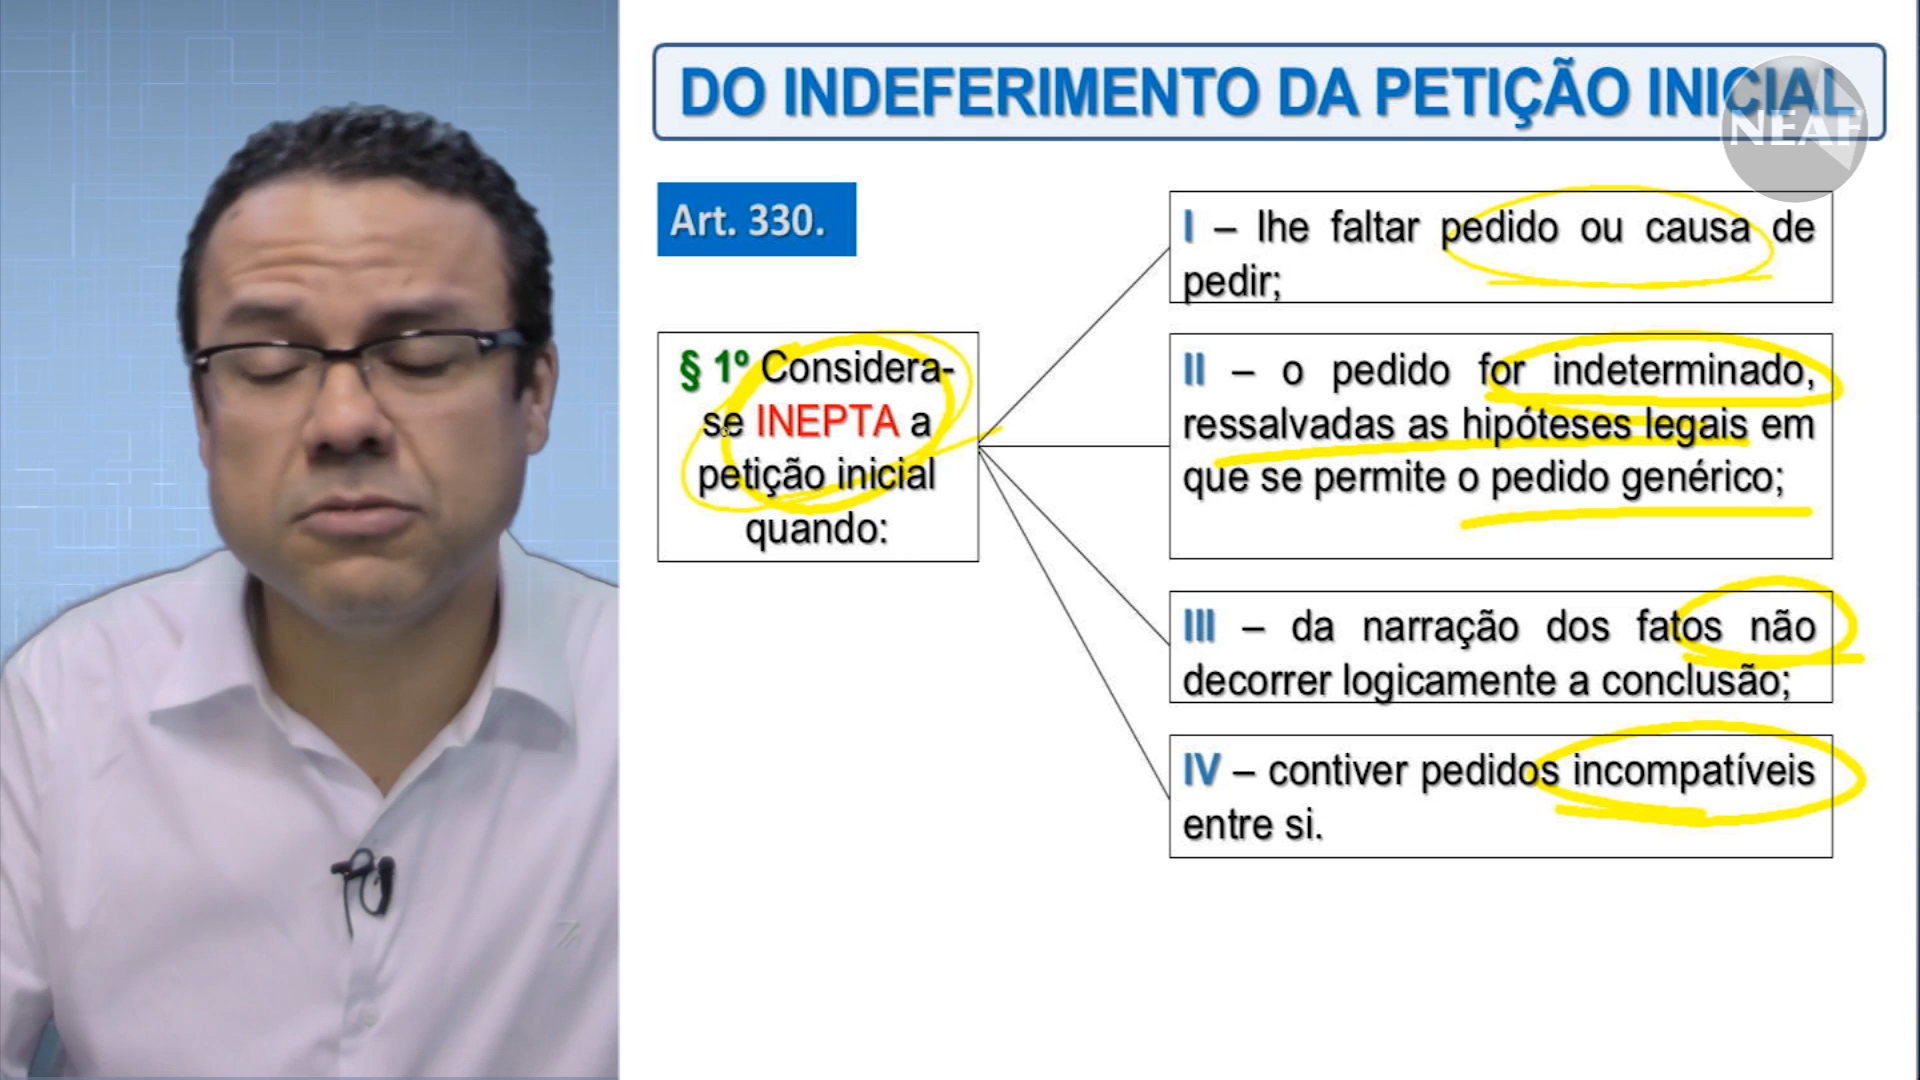 DO INDEFERIMENTO DA PETIÇÃO INICIAL
NEAF
Art. 330.
§ 1º Considera-
se INEPTA a
petição inicial
quando:
I – lhe faltar pedido ou causa de
pedir;
II – o pedido for indeterminado,
ressalvadas as hipóteses legais em
que se permite o pedido genérico;
III – da narração dos fatos não
decorrer logicamente a conclusão;
IV – contiver pedidos incompatíveis
entre si.